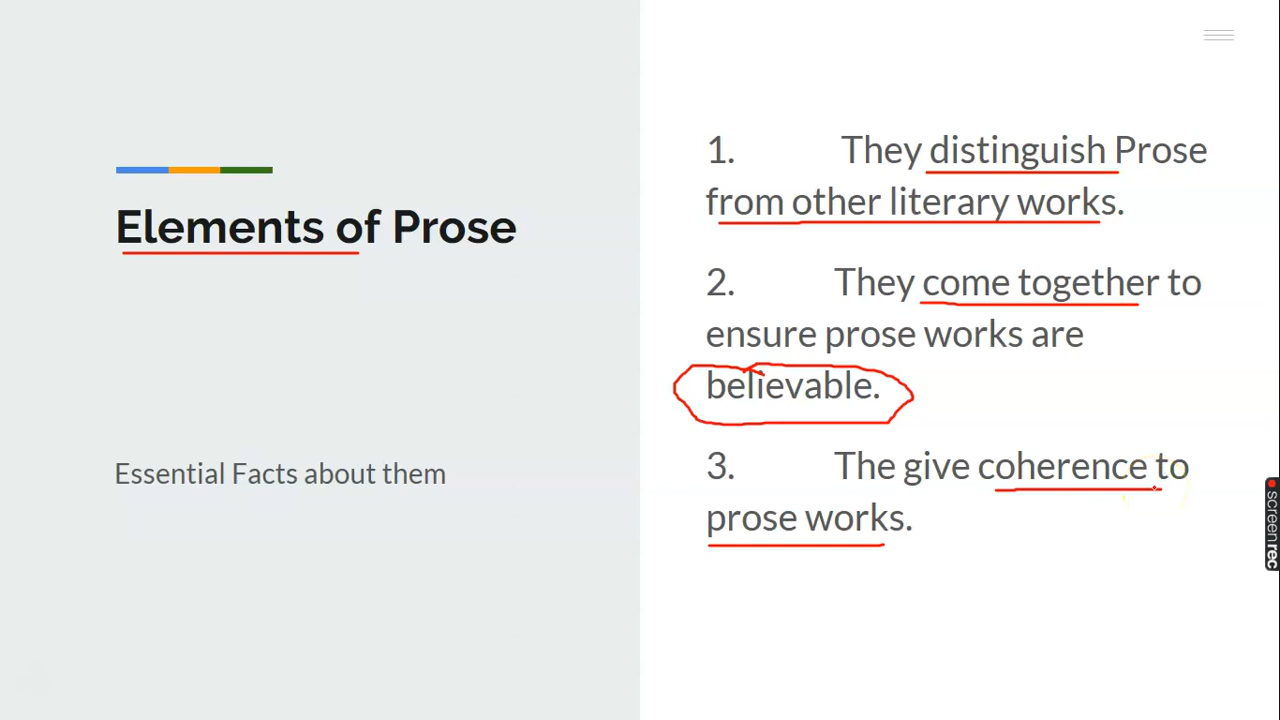 Elements of Prose
Essential Facts about them
1. They distinguish Prose
from other literary works.
2. They come together to
ensure prose works are
believable.
3. The give coherence to
prose works.
screenrec